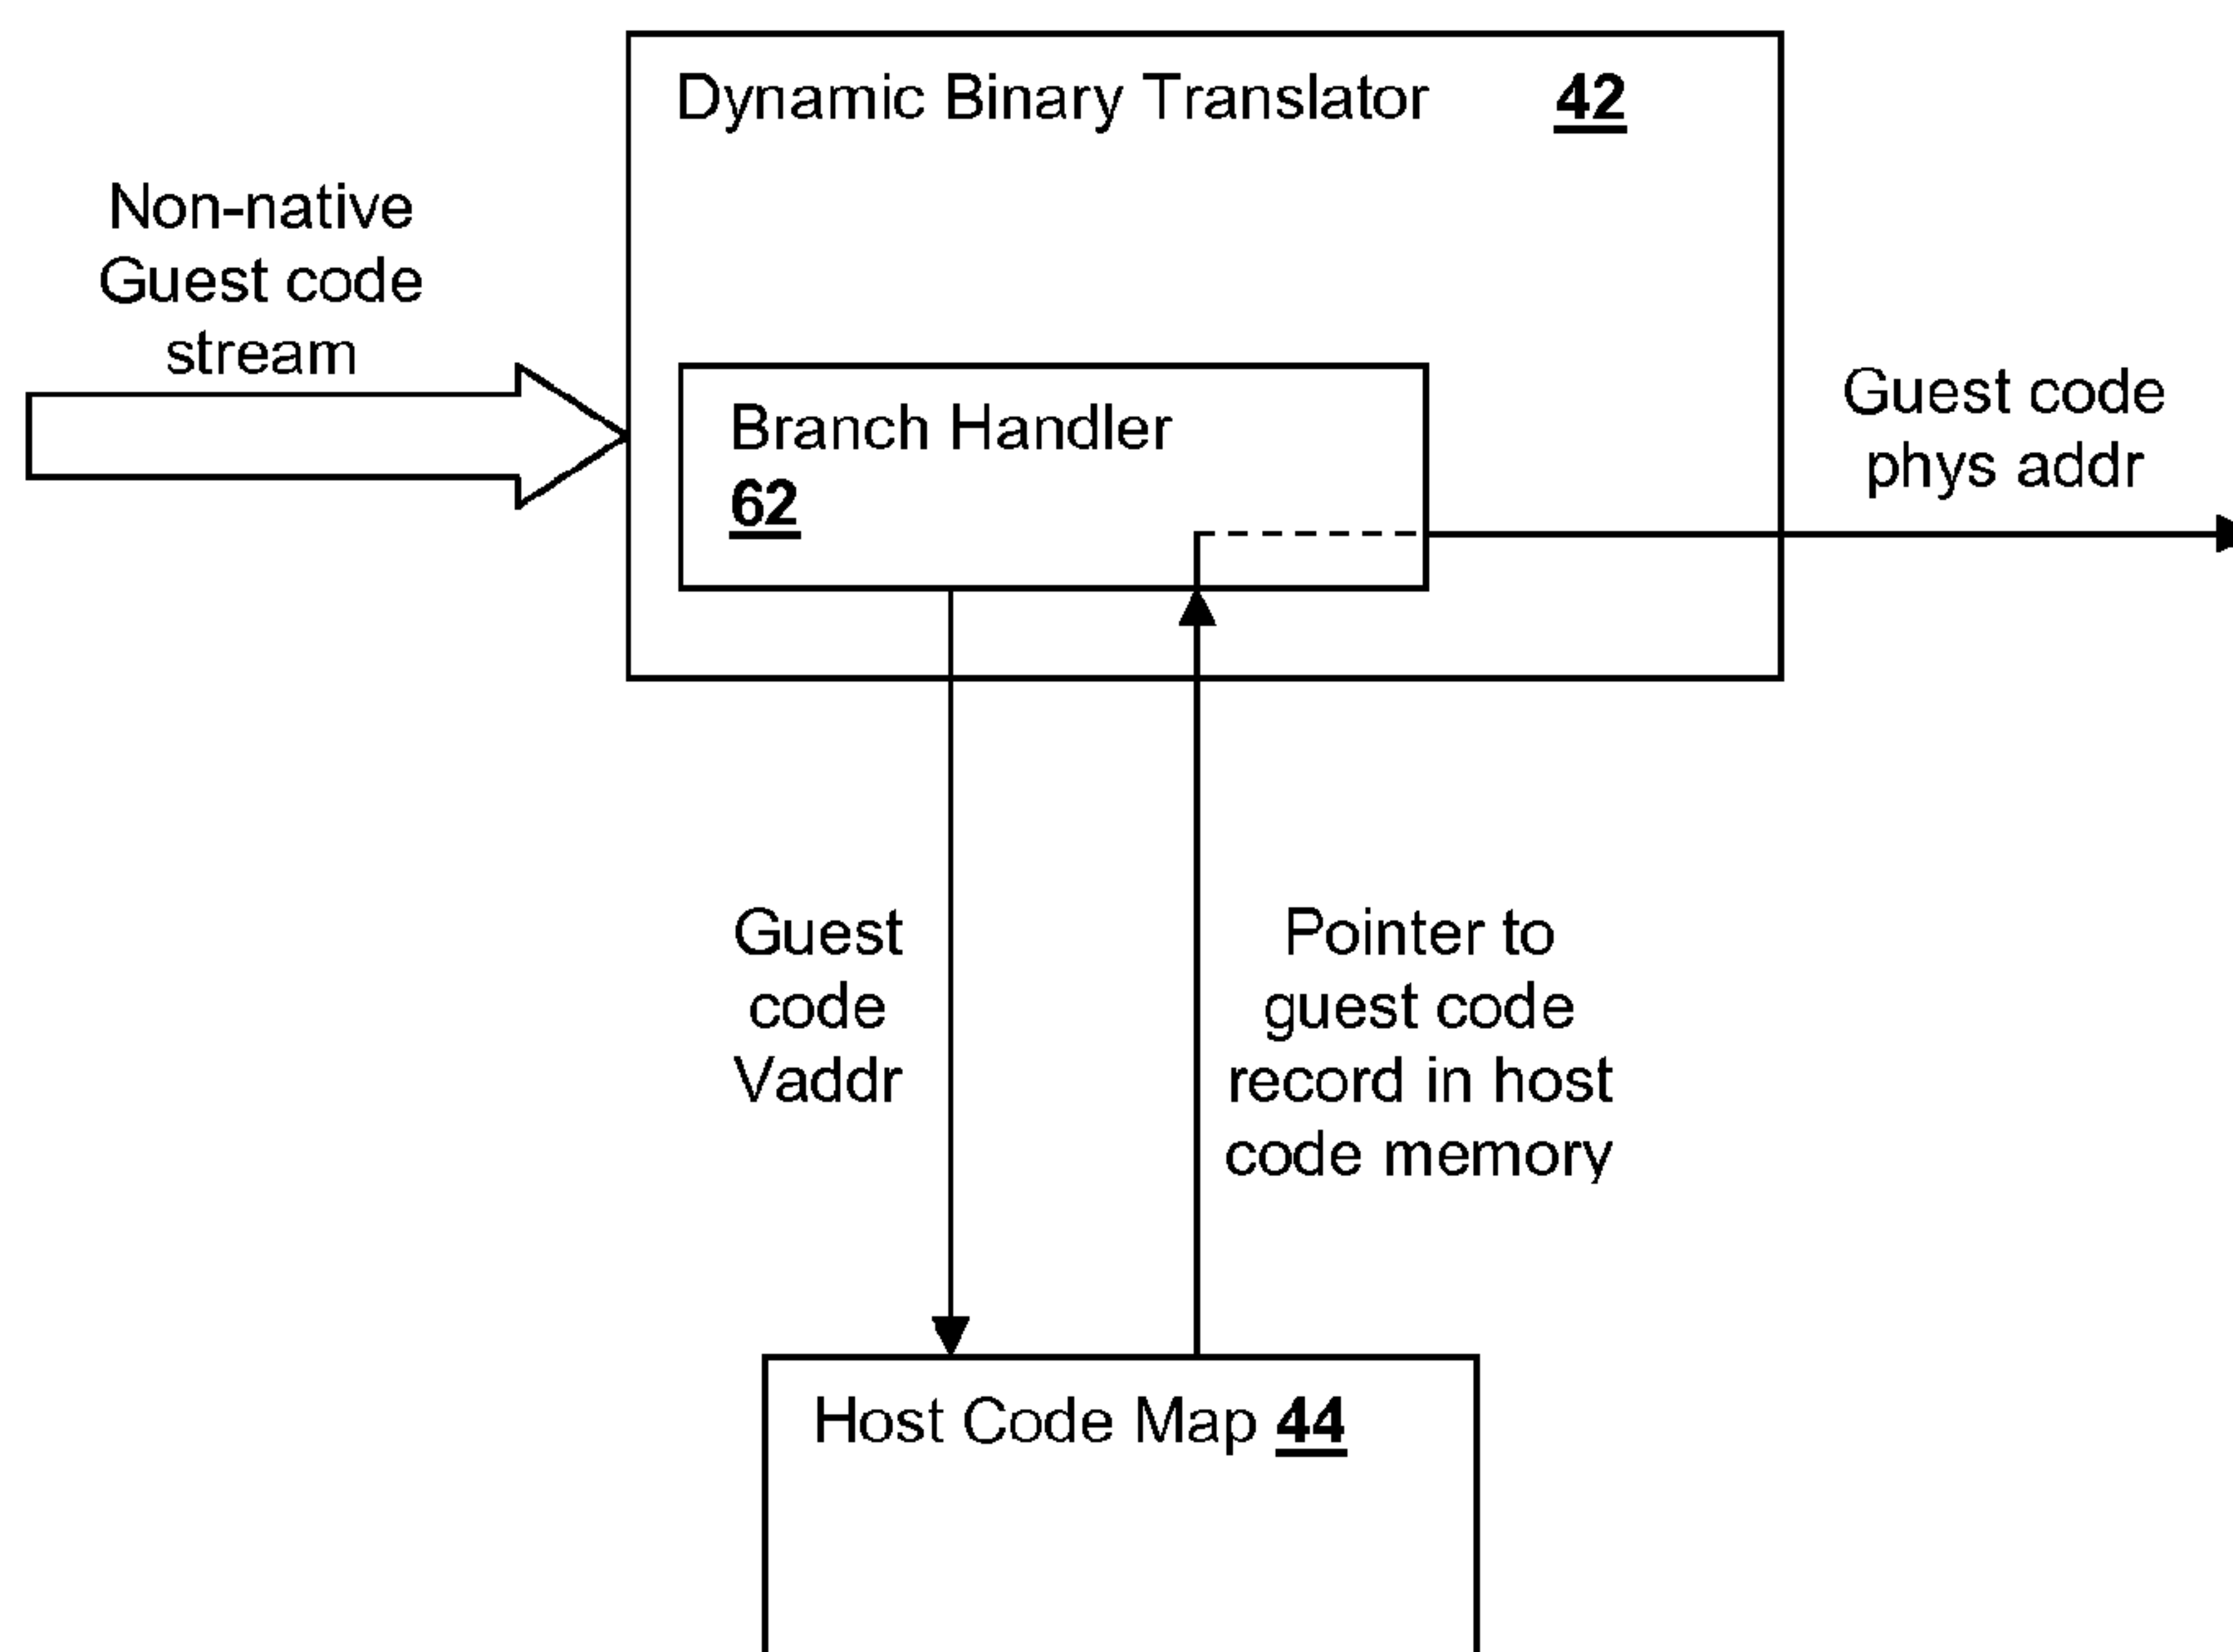 Dynamic Binary Translator 42
Non-native
Guest code
stream
Branch Handler
62
Guest code
phys addr
Guest
code
Vaddr
Pointer to
guest code
record in host
code memory
Host Code Map 44